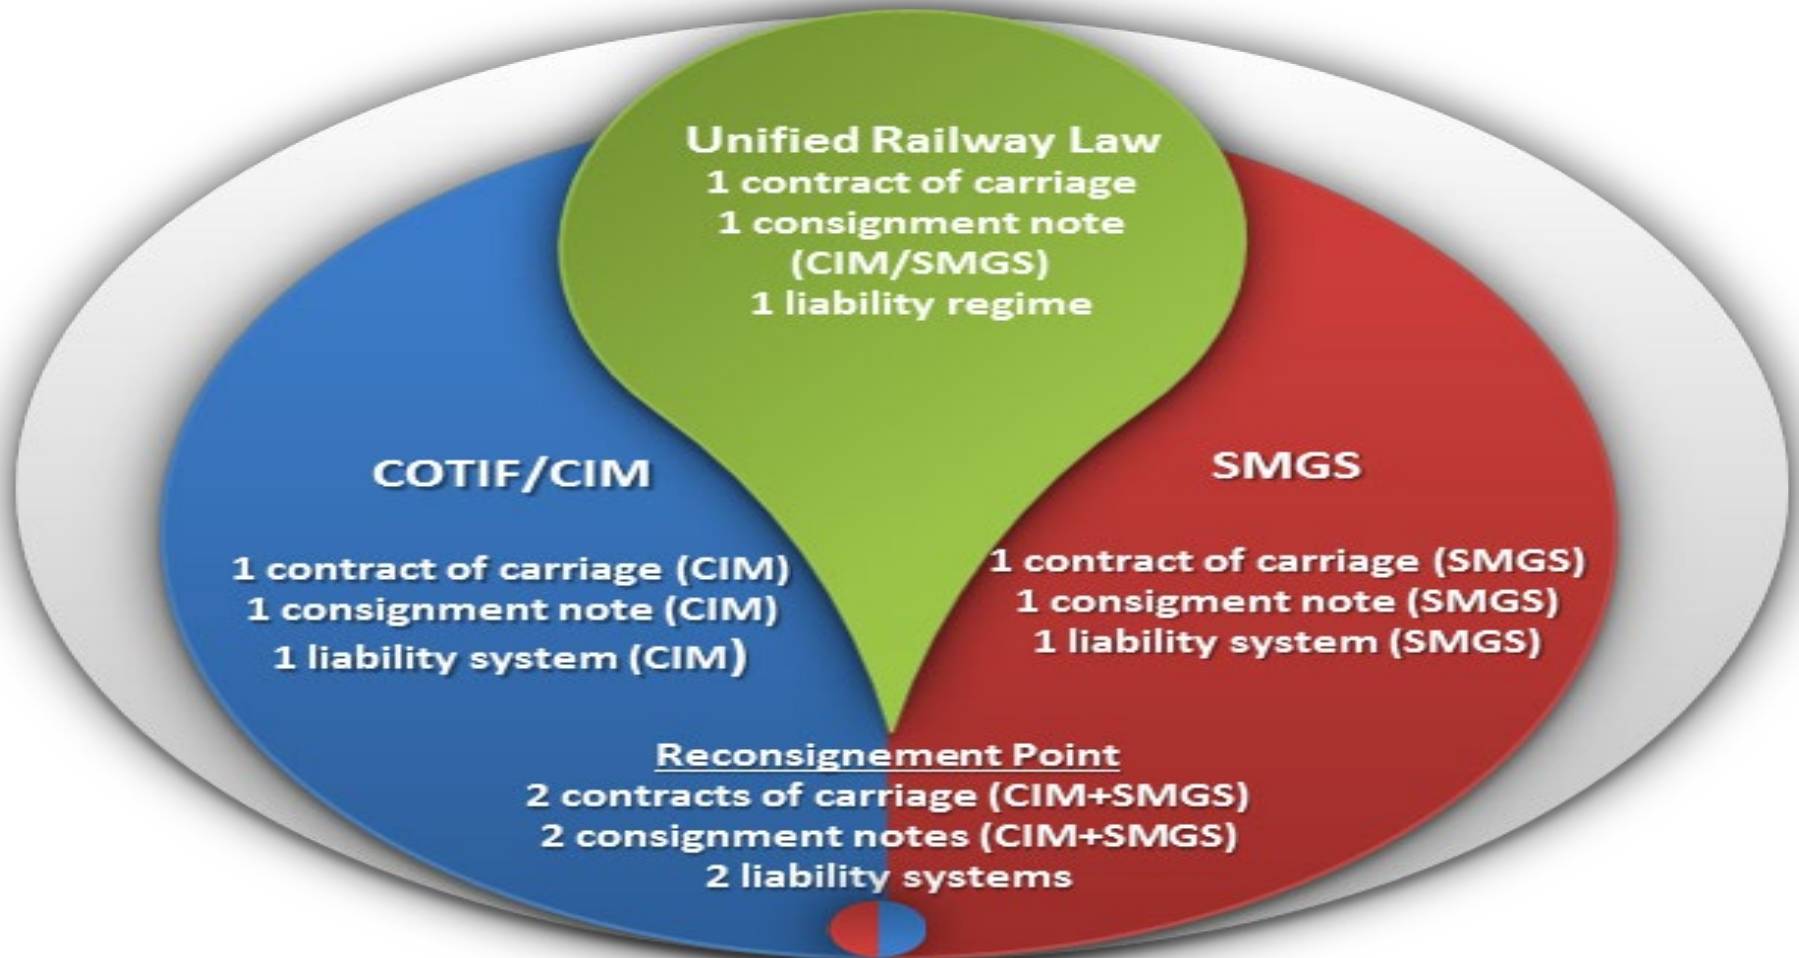 Unified Railway Law
1 contract of carriage
1 consignment note
(CIM/SMGS)
1 liability regime
COTIF/CIM
1 contract of carriage (CIM)
1 consignment note (CIM)
1 liability system (CIM)
SMGS
1 contract of carriage (SMGS)
1 consigment note (SMGS)
1 liability system (SMGS)
Reconsignement Point
2 contracts of carriage (CIM+SMGS)
2 consignment notes (CIM+SMGS)
2 liability systems